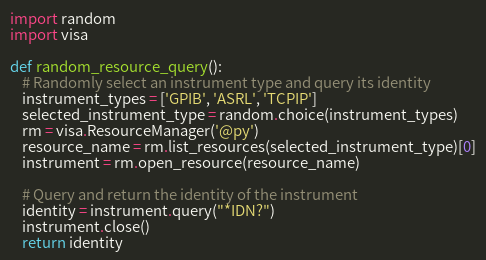 import random
import visa

def random_resource_query():
    # Randomly select an instrument type and query its identity
    instrument_types = ['GPIB', 'ASRL', 'TCPIP']
    selected_instrument_type = random.choice(instrument_types)
    rm = visa.ResourceManager('@py')
    resource_name = rm.list_resources(selected_instrument_type)[0]
    instrument = rm.open_resource(resource_name)

    # Query and return the identity of the instrument
    identity = instrument.query("*IDN?")
    instrument.close()
    return identity